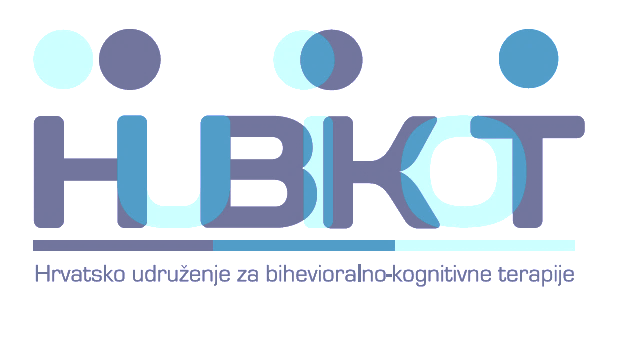 HUBIKOT
Hrvatsko udruženje za bihevioralno-kognitivne terapije